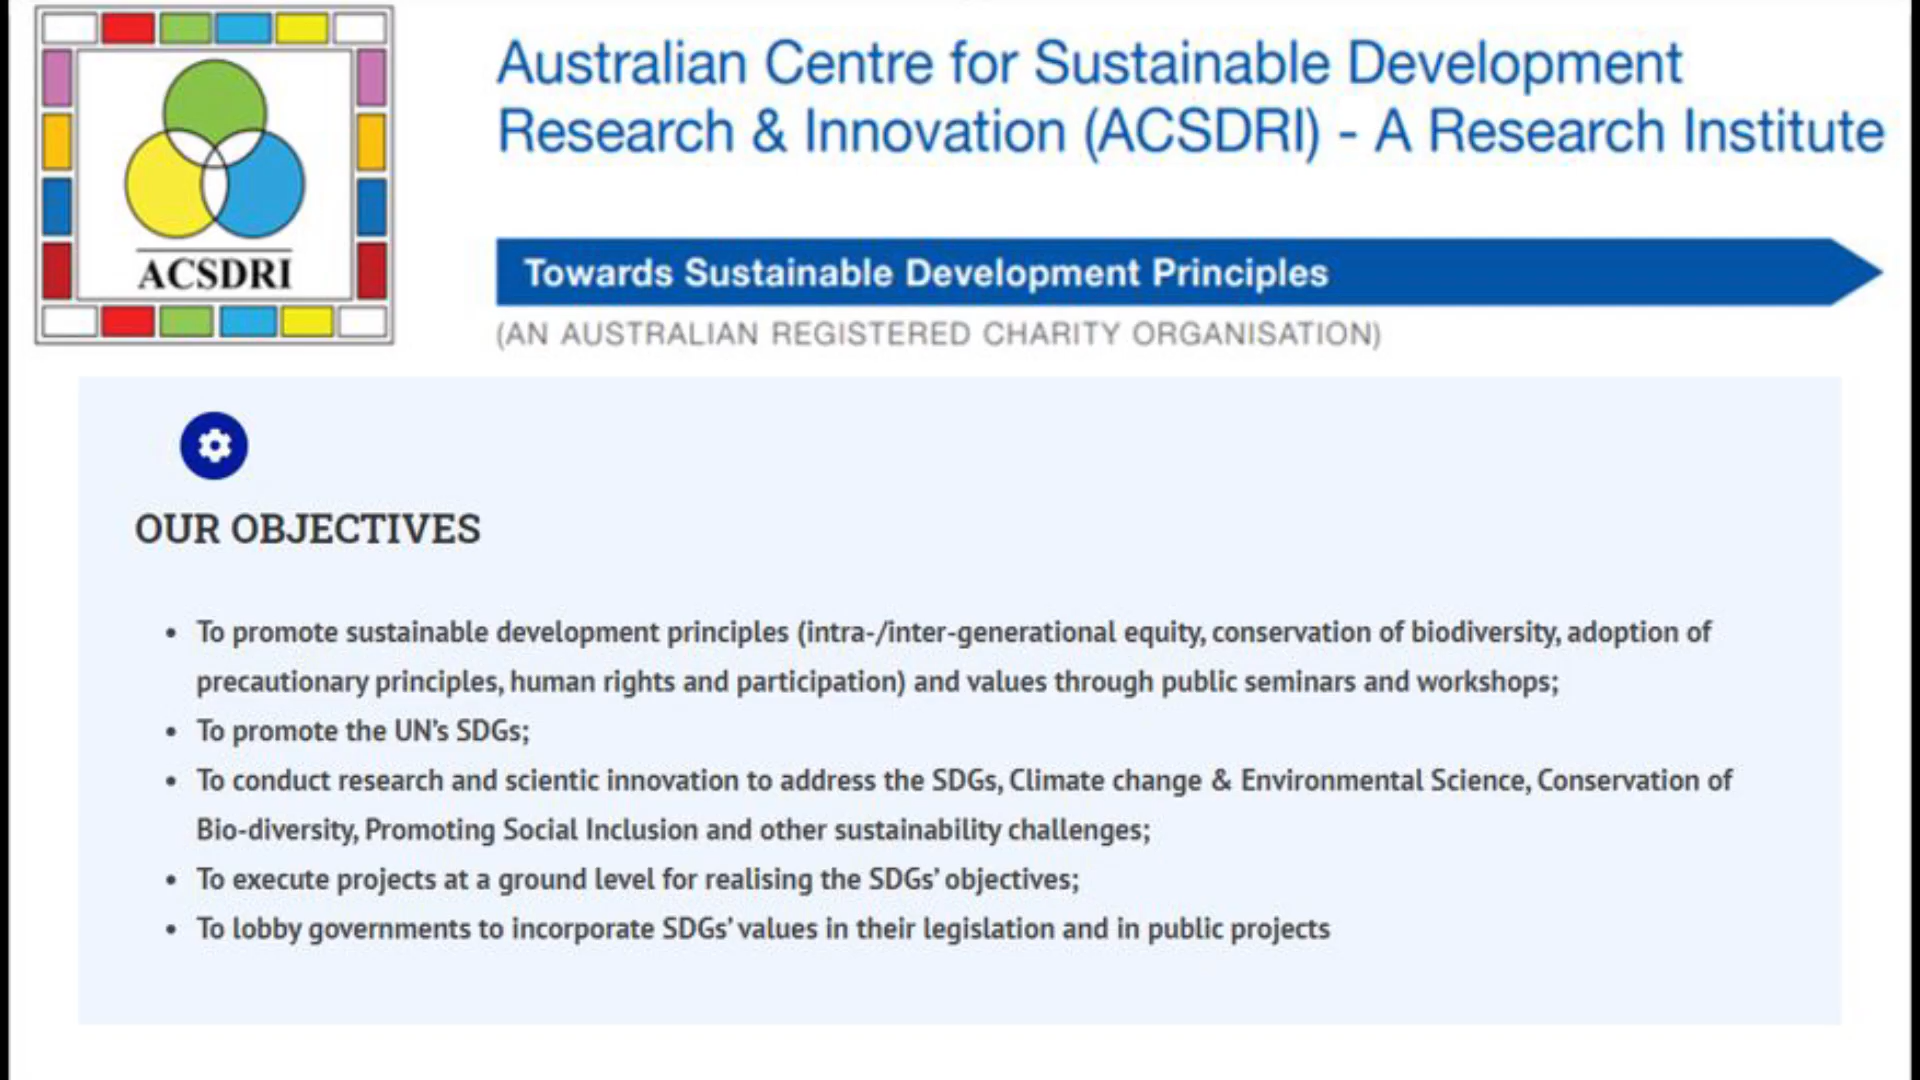 Australian Centre for Sustainable Development
Research & Innovation (ACSDRI) - A Research Institute
ACSDRI
Towards Sustainable Development Principles
(AN AUSTRALIAN REGISTERED CHARITY ORGANISATION)
OUR OBJECTIVES
• To promote sustainable development principles (intra-/inter-generational equity, conservation of biodiversity, adoption of
precautionary principles, human rights and participation) and values through public seminars and workshops;
• To promote the UN’s SDGs;
• To conduct research and scientic innovation to address the SDGs, Climate change & Environmental Science, Conservation of
Bio-diversity, Promoting Social Inclusion and other sustainability challenges;
• To execute projects at a ground level for realising the SDGs’ objectives;
• To lobby governments to incorporate SDGs’ values in their legislation and in public projects